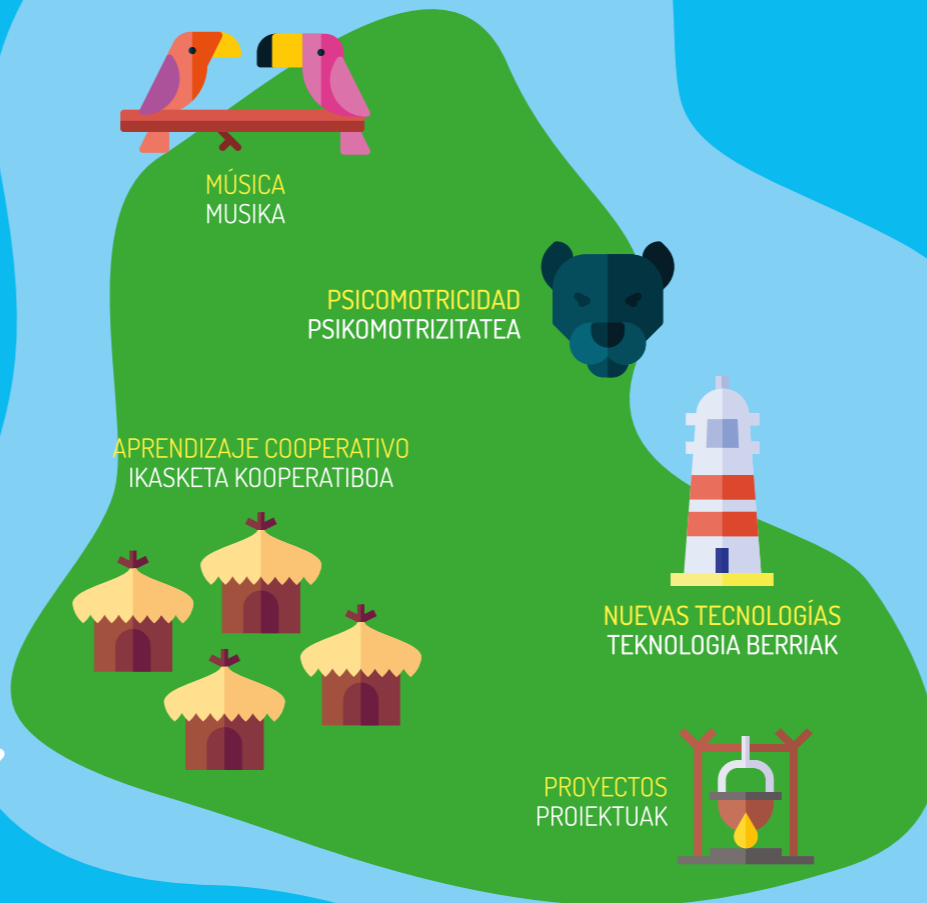 MÚSICA
MUSIKA
PSICOMOTRICIDAD
PSIKOMOTRIZITATEA
APRENDIZAJE COOPERATIVO
IKASKETA KOOPERATIBOA
NUEVAS TECNOLOGÍAS
TEKNOLOGIA BERRIAK
PROYECTOS
PROIEKTUAK